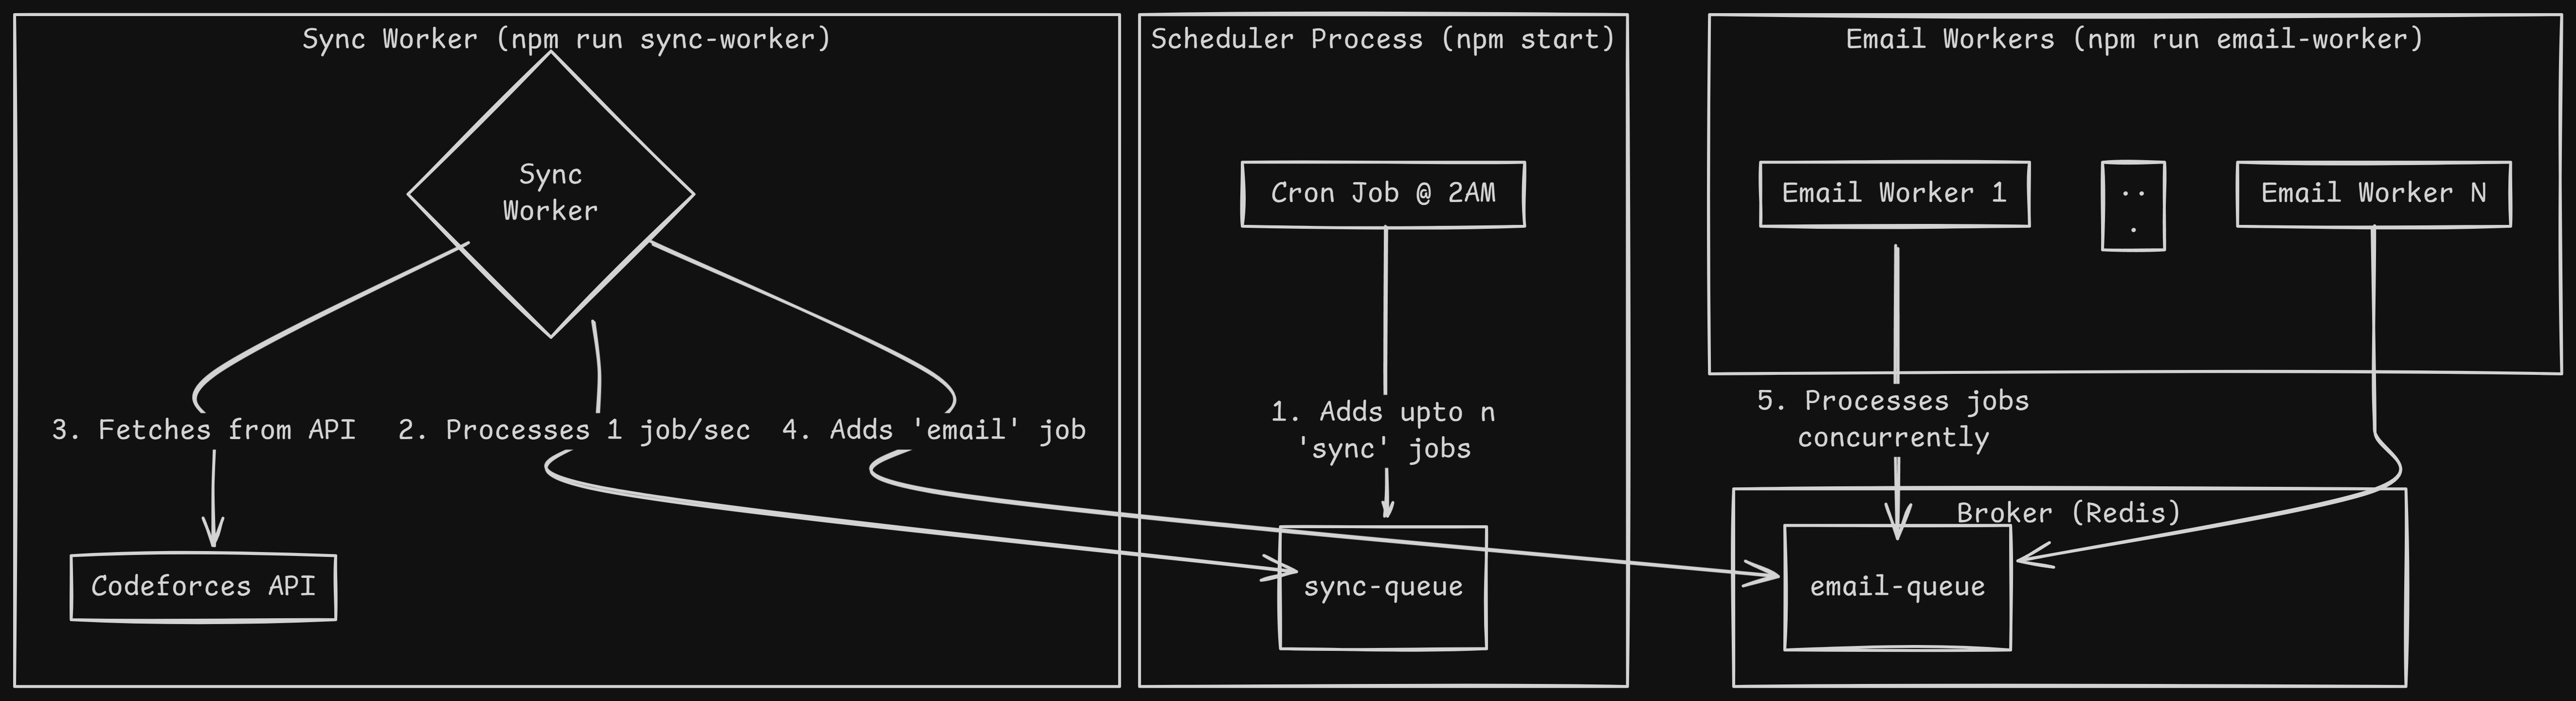 Sync Worker (npm run sync-worker)
Sync
Worker
3. Fetches from API
2. Processes 1 job/sec
4. Adds 'email' job
Codeforces API
Scheduler Process (npm start)
Cron Job @ 2AM
1. Adds upto n
'sync' jobs
sync-queue
Email Workers (npm run email-worker)
Email Worker 1
..
.
Email Worker N
5. Processes jobs
concurrently
Broker (Redis)
email-queue